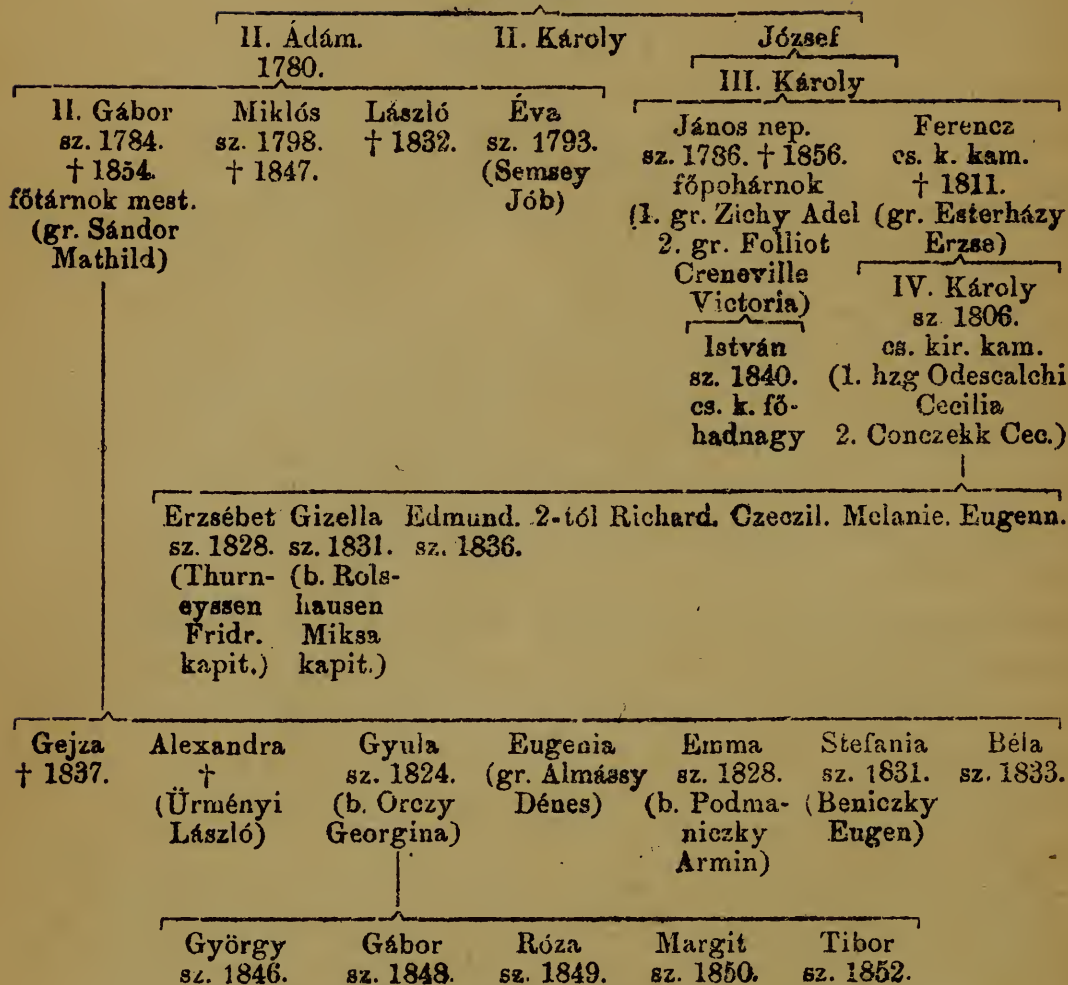 II. Ádám. II. Károly József
1780.
III. Károly
II. Gábor Miklós László Éva
sz. 1784. sz. 1798. † 1832. sz. 1793.
† 1854. † 1847. (Semsey
főtárnok mest. Jób)
(gr. Sándor
Mathild)
János nep. Ferencz
sz. 1786. † 1856. cs. k. kam.
főpohárnok † 1811.
(1. gr. Zichy Adel (gr. Esterházy
2. gr. Folliot Erzse)
Creneville IV. Károly
Victoria) sz. 1806.
István cs. kir. kam.
sz. 1840. (1. hzg Odescalchi
cs. k. fő- Cecilia
hadnagy 2. Conczekk Cec.)
Erzsébet Gizella Edmund. 2-tól Richard. Czeczil. Melanie. Eugenn.
sz. 1828. sz. 1831. sz. 1836.
(Thurn- (b. Rols-
eyssen hausen
Fridr. Miksa
kapit.) kapit.)
Gejza Alexandra Gyula Eugenia Emma Stefania Béla
† 1837. † sz. 1824. (gr. Almássy sz. 1828. sz. 1831. sz. 1833.
(Ürményi (b. Orczy Dénes) (b. Podma- (Beniczky
László) Georgina) niczky Eugen)
Armin)
György Gábor Róza Margit Tibor
sz. 1846. sz. 1848. sz. 1849. sz. 1850. sz. 1852.